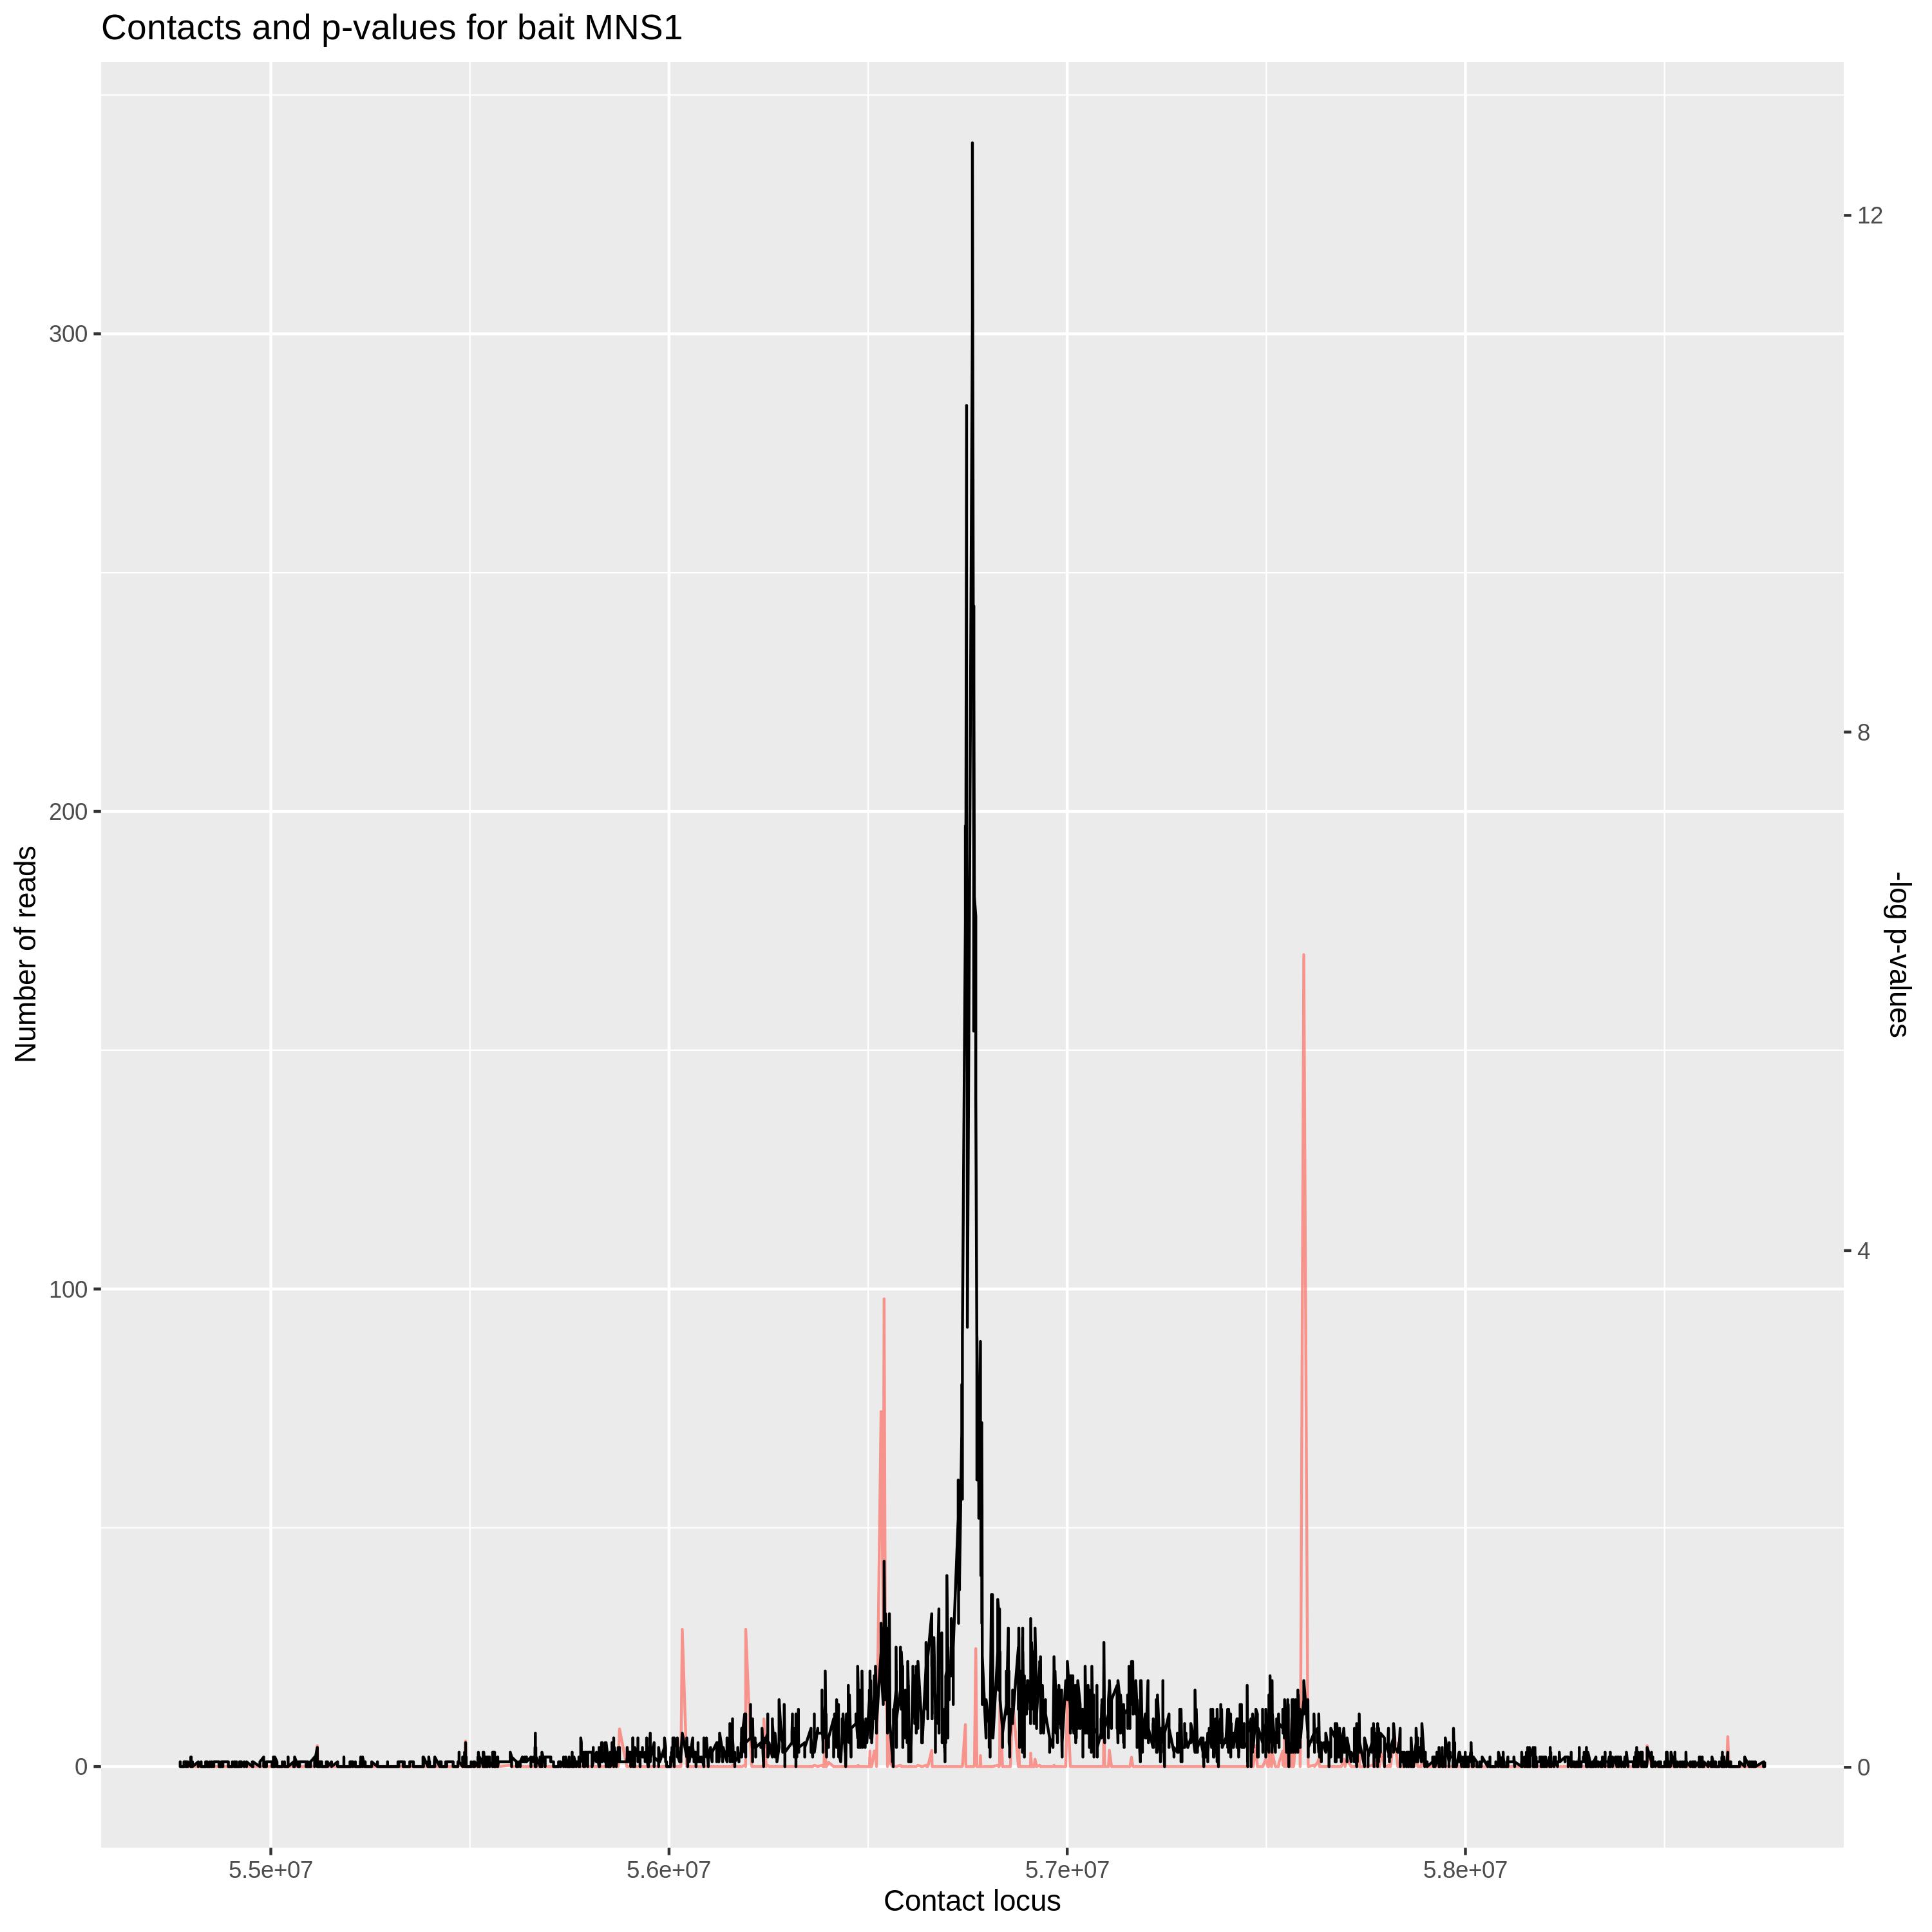 Contacts and p-values for bait MNS1
300
200
100
0
Number of reads
12
8
4
0
-log p-values
5.5e+07
5.6e+07
5.7e+07
5.8e+07
Contact locus